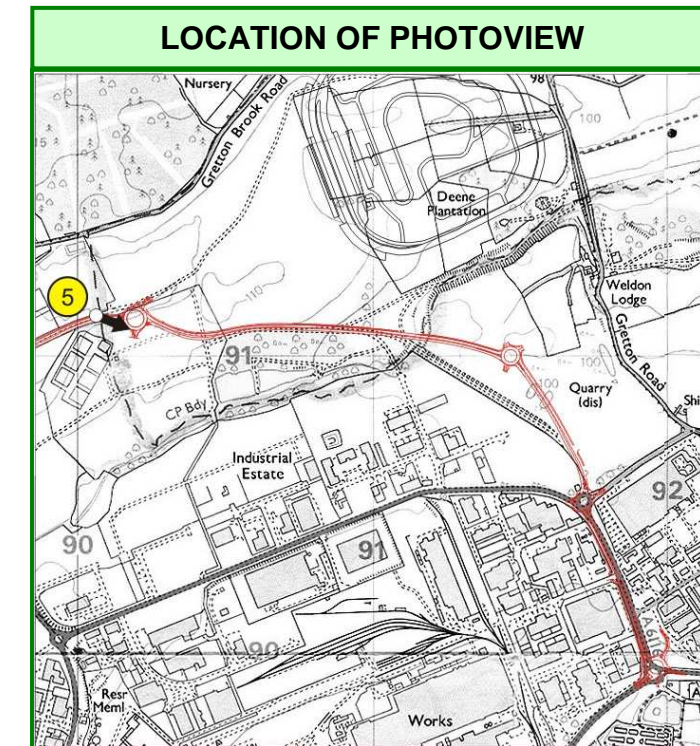 LOCATION OF PHOTOVIEW
Nursery
Gretton Brook Road
98
100
Deene
Plantation
5
110
Weldon
Lodge
Gretton Road
91
100
Quarry
(dis)
CP Bdy
Industrial
Estate
92
90
91
90
A6116
Resr
Meml
Works